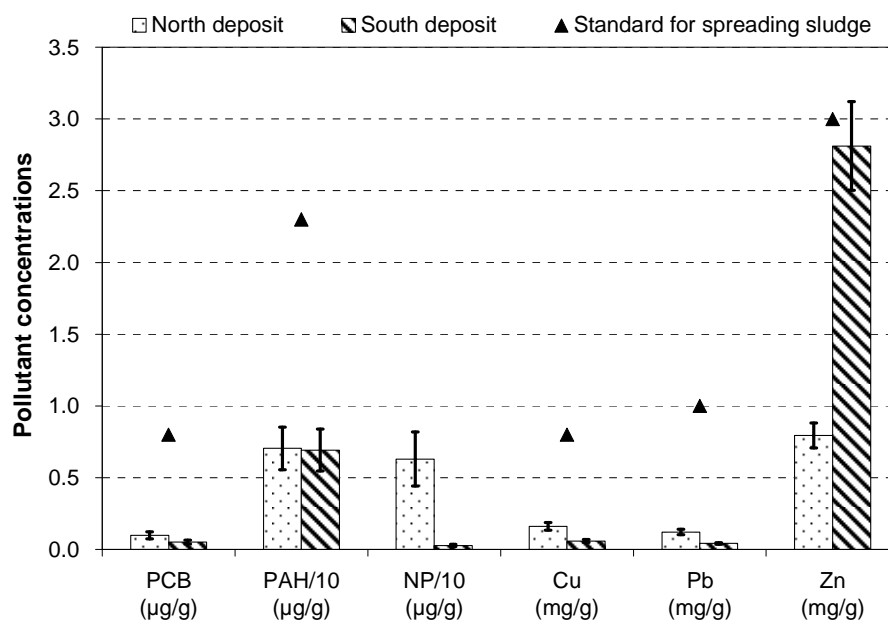 North deposit South deposit Standard for spreading sludge
3.5
3.0
2.5
2.0
1.5
1.0
0.5
0.0
Pollutant concentrations
PCB PAH/10 NP/10 Cu Pb Zn
(µg/g) (µg/g) (µg/g) (mg/g) (mg/g) (mg/g)